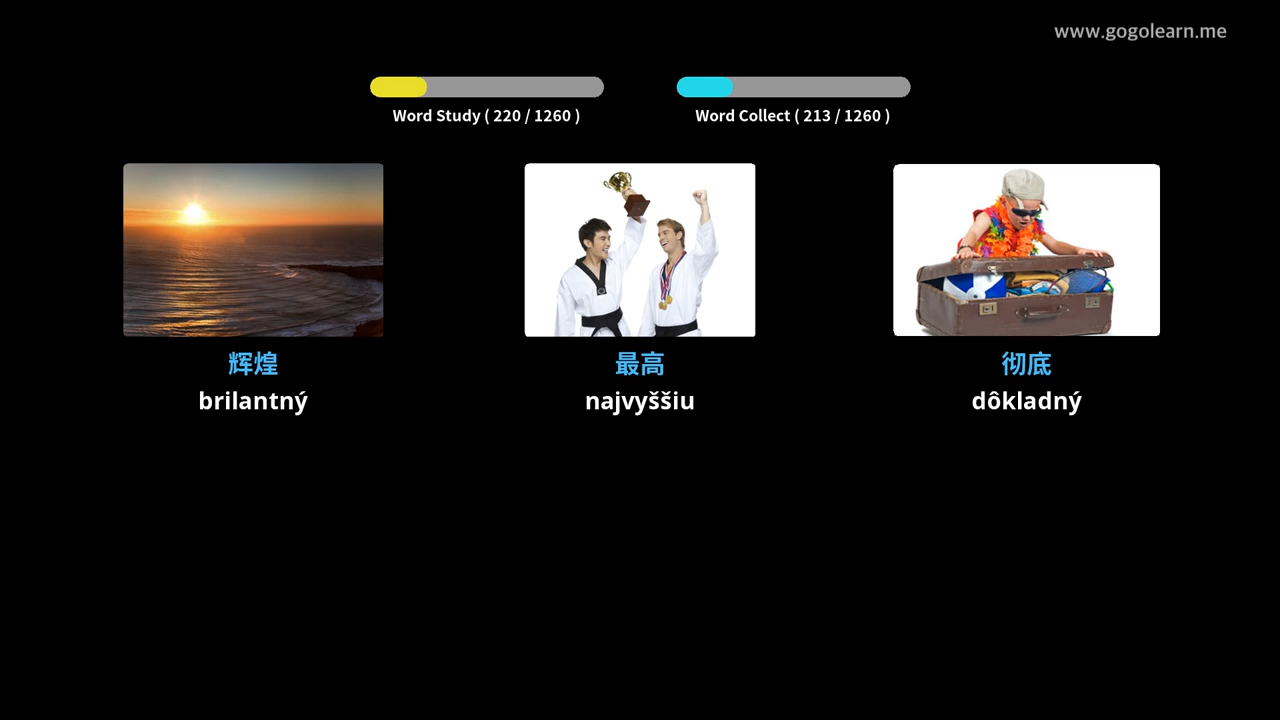 www.gogolearn.me
Word Study ( 220 / 1260 )
Word Collect ( 213 / 1260 )
辉煌
最高
彻底
brilantný
najvyššiu
dôkladný